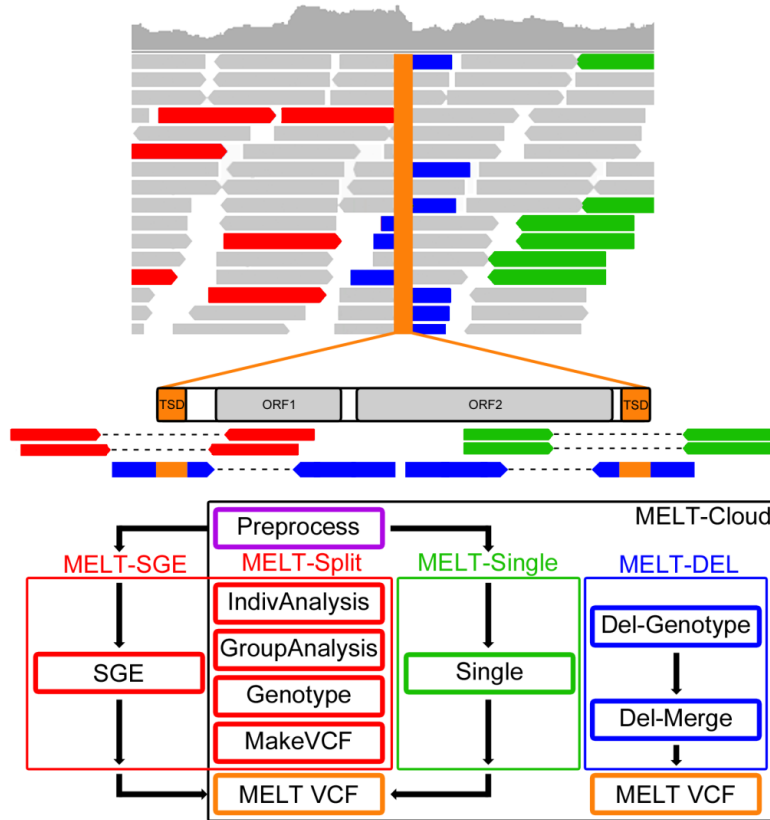 TSD ORF1 ORF2 TSD
MELT-Cloud
Preprocess
MELT-SGE MELT-Split MELT-Single MELT-DEL
IndivAnalysis
Del-Genotype
GroupAnalysis
SGE
Single
Genotype
Del-Merge
MakeVCF
MELT VCF MELT VCF